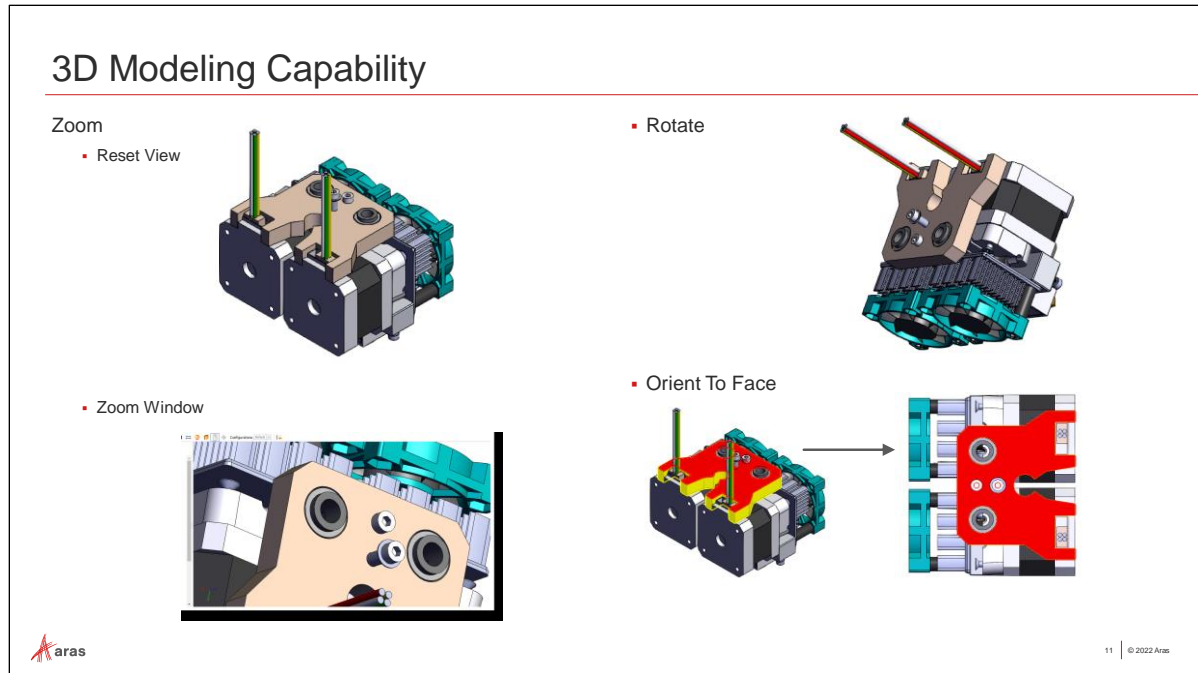 3D Modeling Capability
Zoom
▪ Reset View
▪ Zoom Window
▪ Rotate
▪ Orient To Face
aras
11
© 2022 Aras